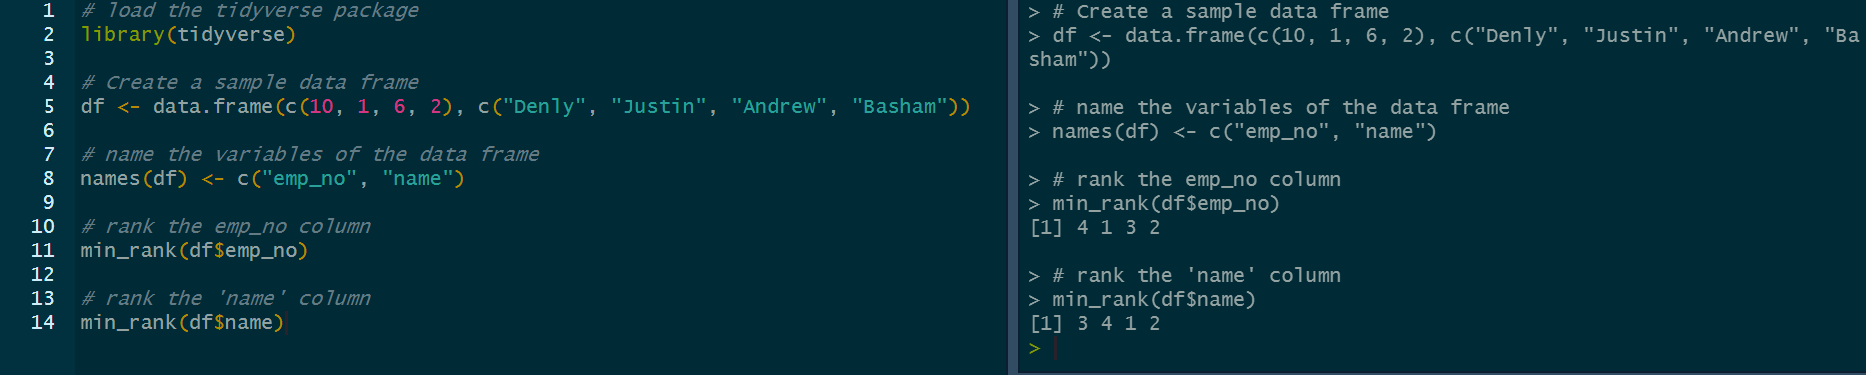 1 # load the tidyverse package
2 library(tidyverse)
3
4 # Create a sample data frame
5 df <- data.frame(c(10, 1, 6, 2), c("Denly", "Justin", "Andrew", "Basham"))
6
7 # name the variables of the data frame
8 names(df) <- c("emp_no", "name")
9
10 # rank the emp_no column
11 min_rank(df$emp_no)
12
13 # rank the 'name' column
14 min_rank(df$name)
> # Create a sample data frame
> df <- data.frame(c(10, 1, 6, 2), c("Denly", "Justin", "Andrew", "Ba
sham"))
> # name the variables of the data frame
> names(df) <- c("emp_no", "name")
> # rank the emp_no column
> min_rank(df$emp_no)
[1] 4 1 3 2
> # rank the 'name' column
> min_rank(df$name)
[1] 3 4 1 2
>